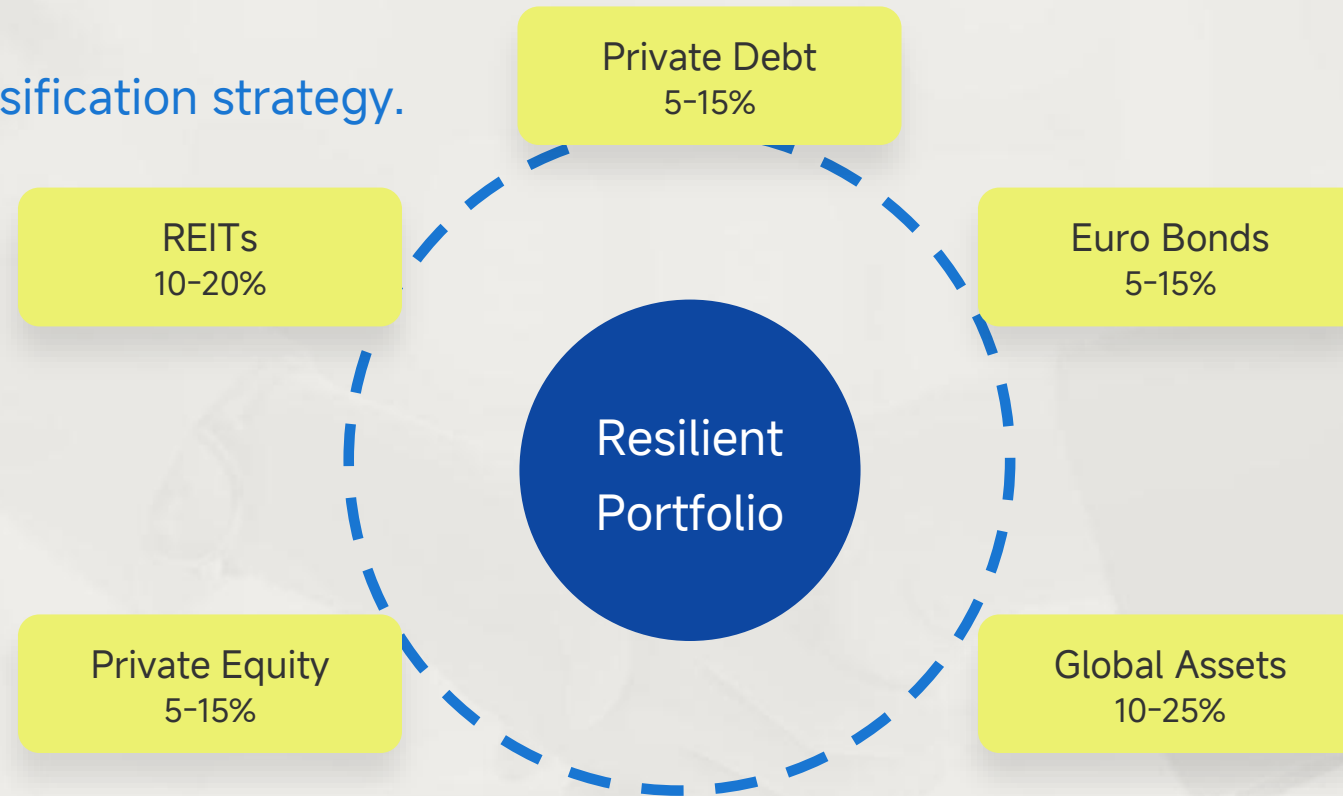 sification strategy.
Private Debt
5-15%
REITs
10-20%
Euro Bonds
5-15%
Resilient
Portfolio
Private Equity
5-15%
Global Assets
10-25%